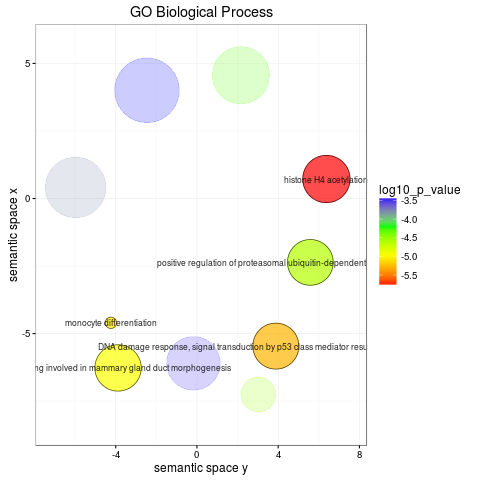 GO Biological Process
5
0
-5
semantic space x
histone H4 acetylation
positive regulation of proteasomal ubiquitin-dependent
monocyte differentiation
DNA damage response, signal transduction by p53 class mediator resu
ng involved in mammary gland duct morphogenesis
-4
0
4
8
semantic space y
log10_p_value
-3.5
-4.0
-4.5
-5.0
-5.5